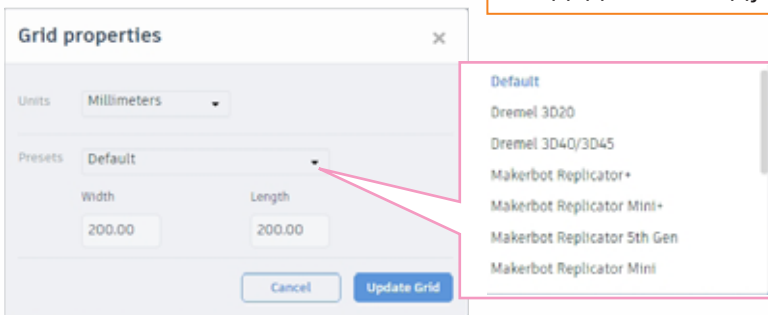 Grid properties
×
Units Millimeters
Presets Default
Width Length
200.00 200.00
Cancel Update Grid
Default
Dremel 3D20
Dremel 3D40/3D45
Makerbot Replicator+
Makerbot Replicator Mini+
Makerbot Replicator 5th Gen
Makerbot Replicator Mini